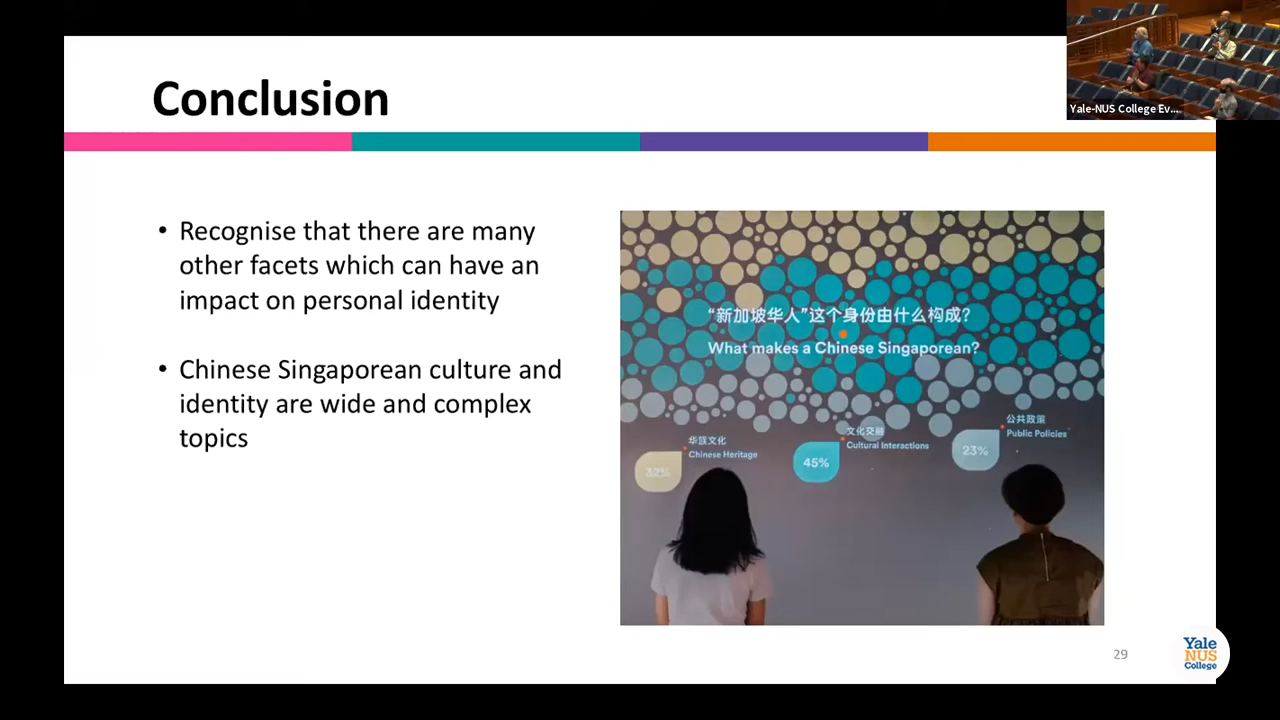 Conclusion
Yale-NUS College Ev...
• Recognise that there are many
other facets which can have an
impact on personal identity
• Chinese Singaporean culture and
identity are wide and complex
topics
“新加坡华人”这个身份由什么构成?
What makes a Chinese Singaporean?
华族文化
Chinese Heritage
32%
文化交融
Cultural Interactions
45%
公共政策
Public Policies
23%
29
Yale
NUS
College